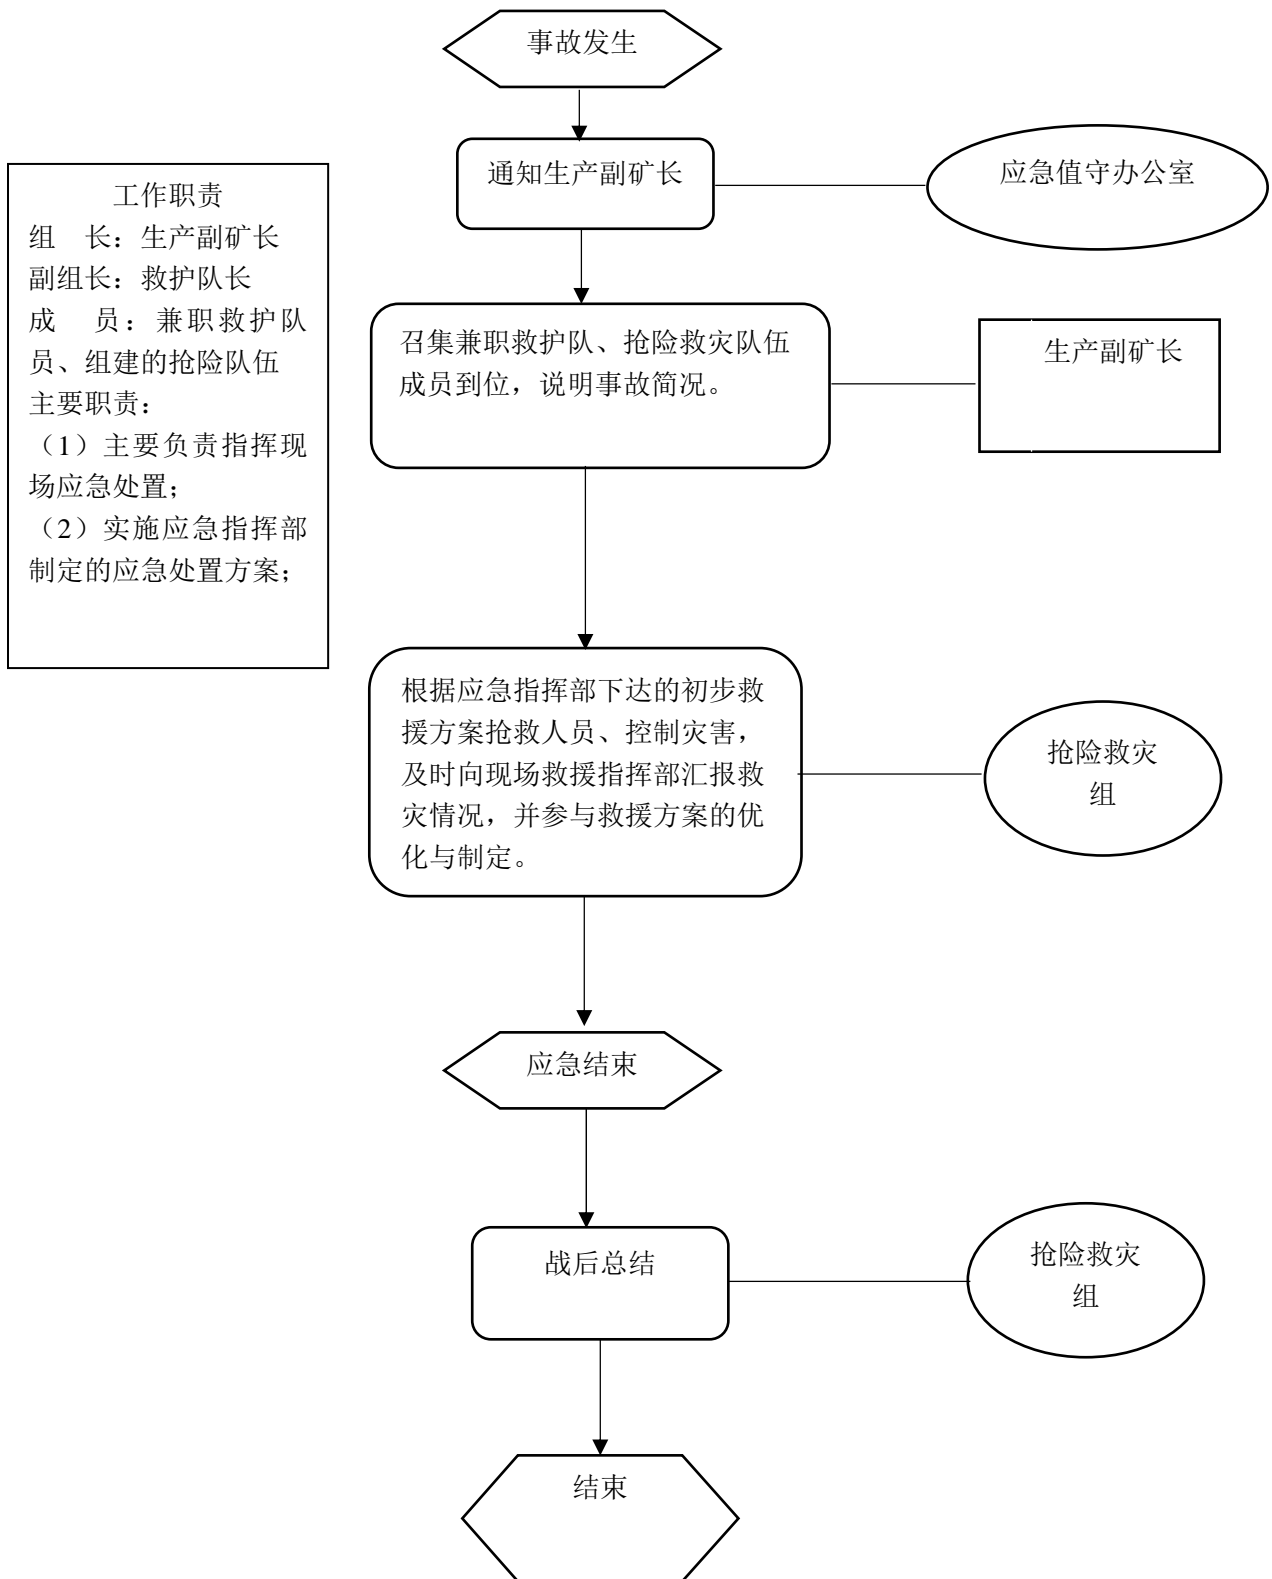 事故发生
通知生产副矿长
应急值守办公室
工作职责
组　长：生产副矿长
副组长：救护队长
成　员：兼职救护队
员、组建的抢险队伍
主要职责：
（1）主要负责指挥现
场应急处置；
（2）实施应急指挥部
制定的应急处置方案；
召集兼职救护队、抢险救灾队伍
成员到位，说明事故简况。
生产副矿长
根据应急指挥部下达的初步救
援方案抢救人员、控制灾害，
及时向现场救援指挥部汇报救
灾情况，并参与救援方案的优
化与制定。
抢险救灾
组
应急结束
战后总结
抢险救灾
组
结束